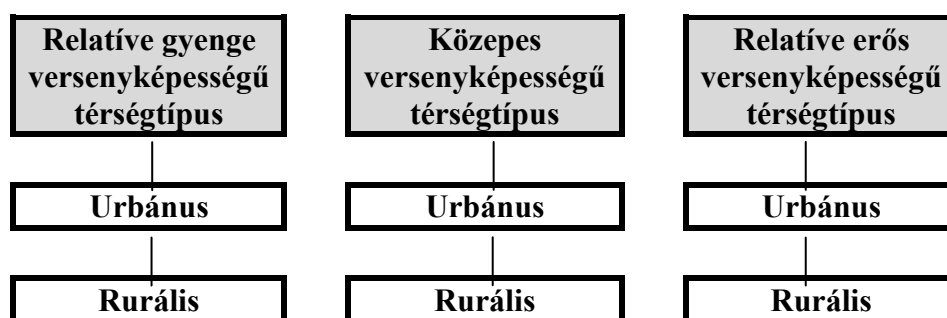 Relatíve gyenge
versenyképességű
térségtípus
Közepes
versenyképességű
térségtípus
Relatíve erős
versenyképességű
térségtípus
Urbánus
Urbánus
Urbánus
Rurális
Rurális
Rurális